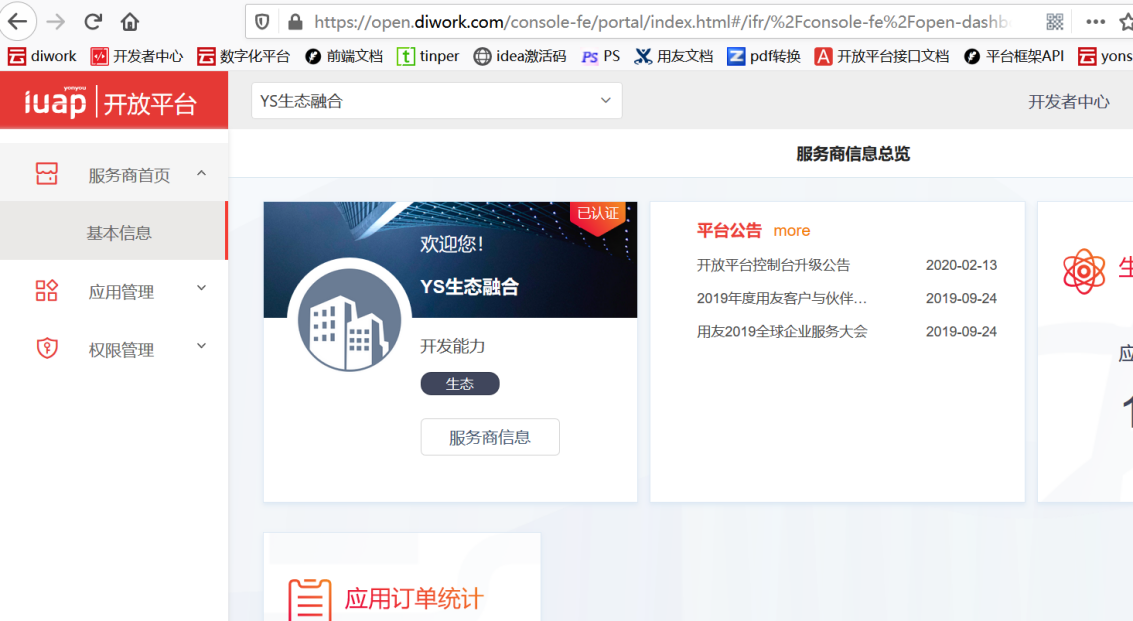 https://open.diwork.com/console-fe/portal/index.html#/ifr/%2Fconsole-fe%2Fopen-dashb
diwork 开发者中心 数字化平台 前端文档 tinper idea激活码 PS PS 用友文档 pdf转换 开放平台接口文档 平台框架API yons
yonyou
iuap 开放平台
YS生态融合
开发者中心
服务商信息总览
服务商首页
基本信息
应用管理
权限管理
已认证
欢迎您!
YS生态融合
开发能力
生态
服务商信息
平台公告 more
开放平台控制台升级公告 2020-02-13
2019年度用友客户与伙伴… 2019-09-24
用友2019全球企业服务大会 2019-09-24
应用订单统计